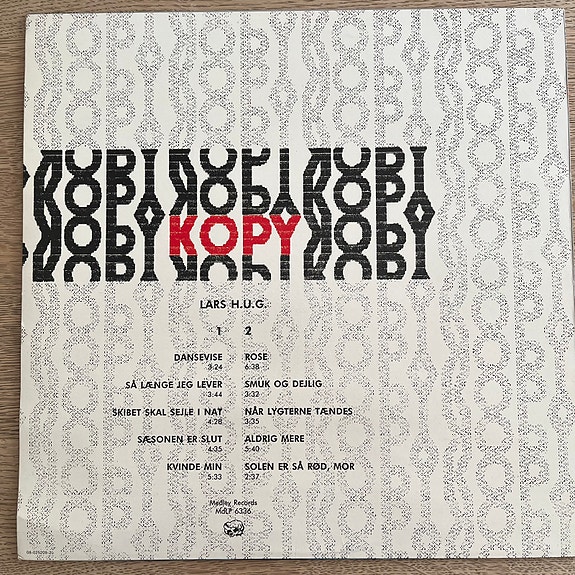 KOPY
LARS H.U.G.
1 2
DANSEVISE
3:24
SÅ LÆNGE JEG LEVER
3:44
SKIBET SKAL SEJLE I NAT
4:28
SÆSONEN ER SLUT
4:35
KVINDE MIN
5:33
ROSE
6:38
SMUK OG DEJLIG
3:32
NÅR LYGTERNE TÆNDES
3:35
ALDRIG MERE
5:40
SOLEN ER SÅ RØD, MOR
2:37
Medley Records
MdLP 6336